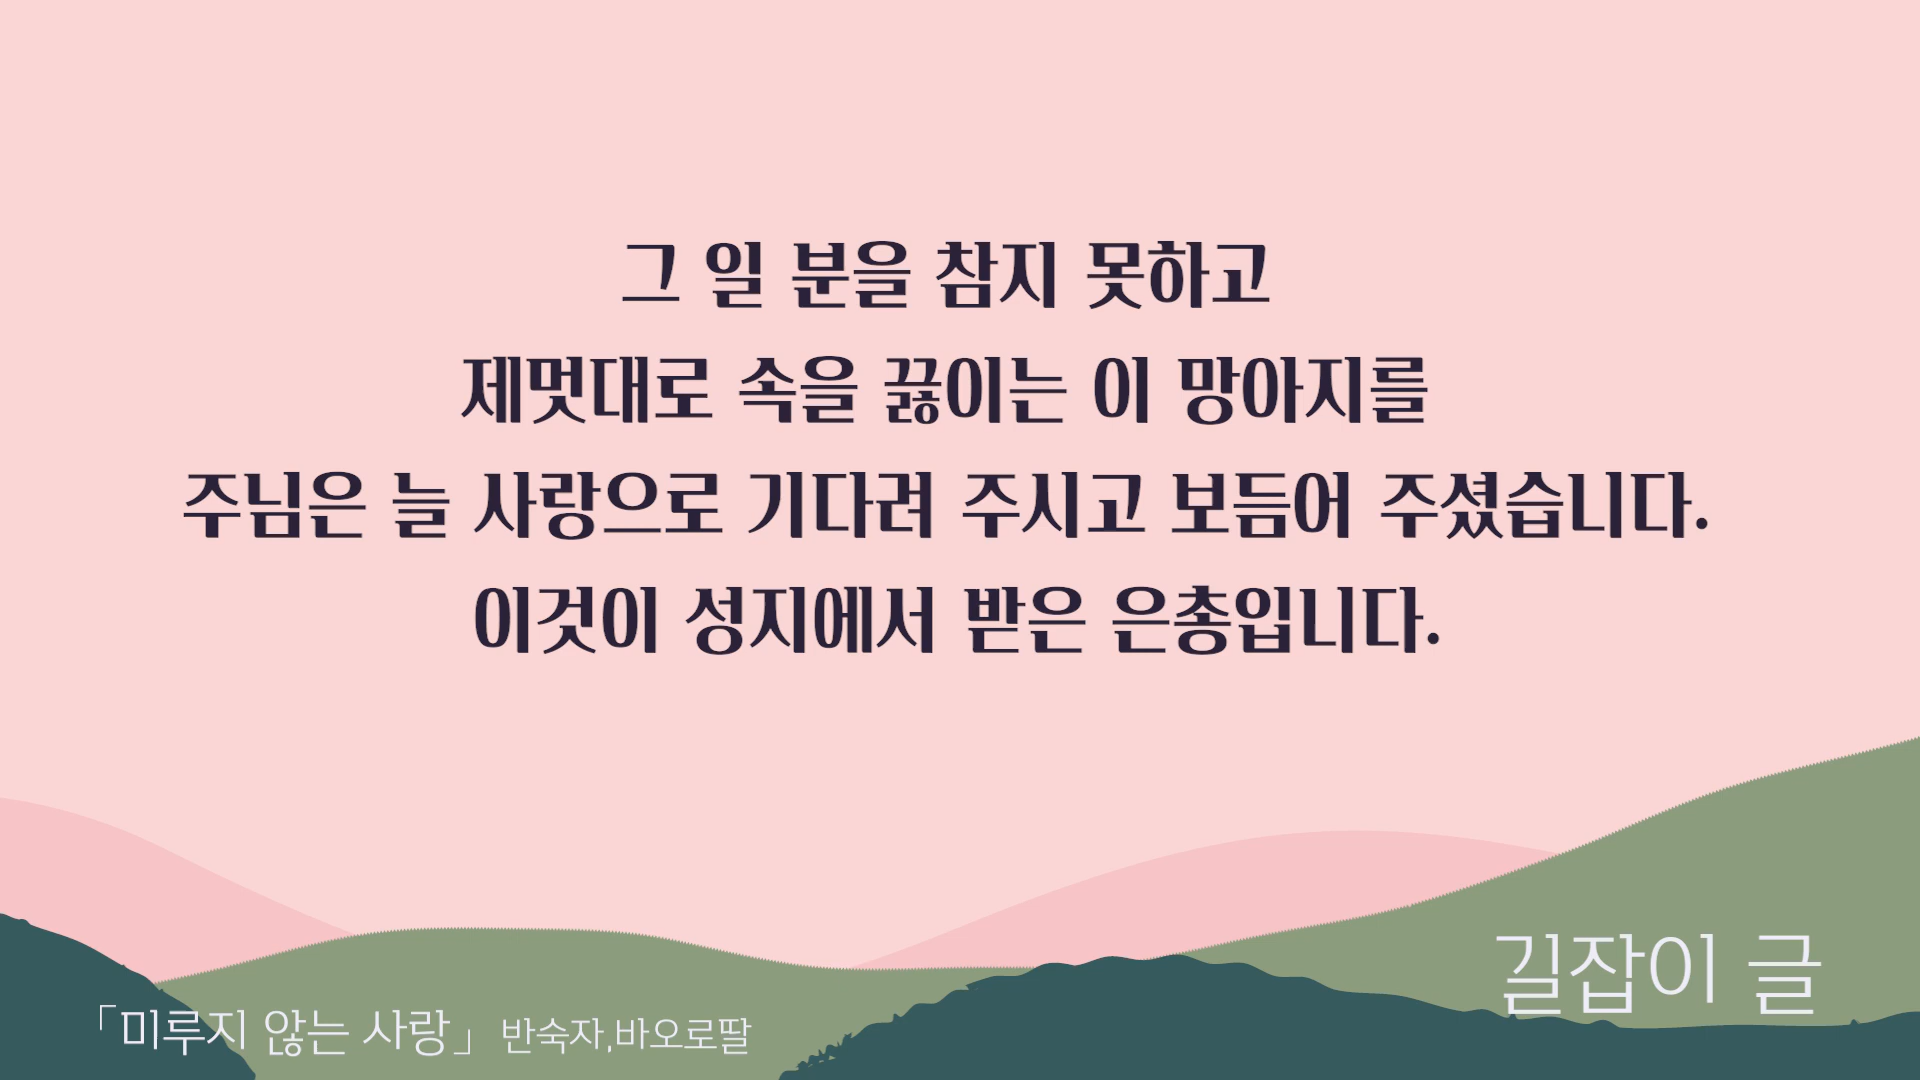 그 일 분을 참지 못하고
제멋대로 속을 끓이는 이 망아지를
주님은 늘 사랑으로 기다려 주시고 보듬어 주셨습니다.
이것이 성지에서 받은 은총입니다.
길잡이 글
「미루지 않는 사랑」 반숙자,바오로딸